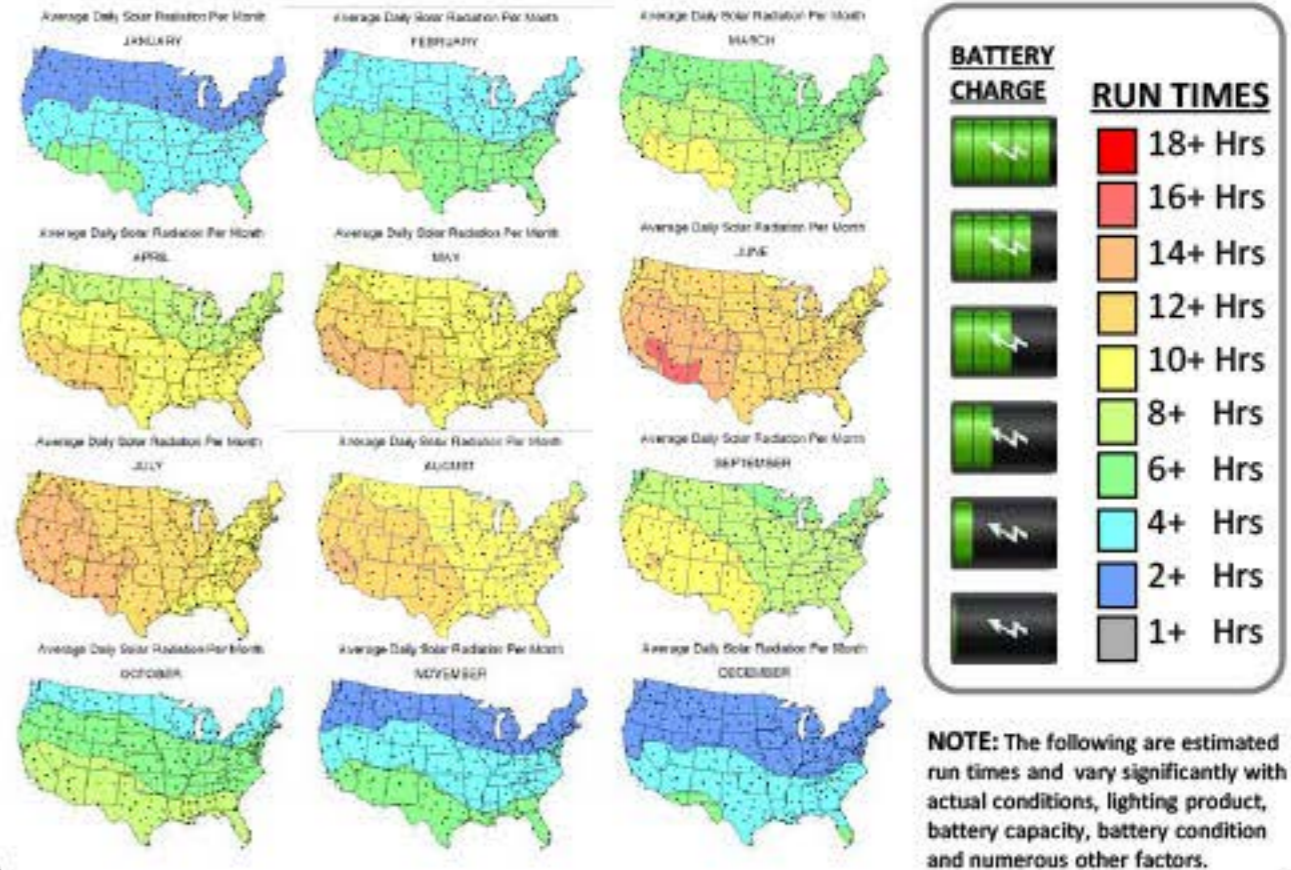 Average Daily Solar Radiation Per Month
JANUARY
Average Daily Solar Radiation Per Month
FEBRUARY
Average Daily Solar Radiation Per Month
MARCH
Average Daily Solar Radiation Per Month
APRIL
Average Daily Solar Radiation Per Month
MAY
Average Daily Solar Radiation Per Month
JUNE
Average Daily Solar Radiation Per Month
JULY
Average Daily Solar Radiation Per Month
AUGUST
Average Daily Solar Radiation Per Month
SEPTEMBER
Average Daily Solar Radiation Per Month
OCTOBER
Average Daily Solar Radiation Per Month
NOVEMBER
Average Daily Solar Radiation Per Month
DECEMBER
BATTERY
CHARGE
RUN TIMES
18+ Hrs
16+ Hrs
14+ Hrs
12+ Hrs
10+ Hrs
8+ Hrs
6+ Hrs
4+ Hrs
2+ Hrs
1+ Hrs
NOTE: The following are estimated
run times and vary significantly with
actual conditions, lighting product,
battery capacity, battery condition
and numerous other factors.